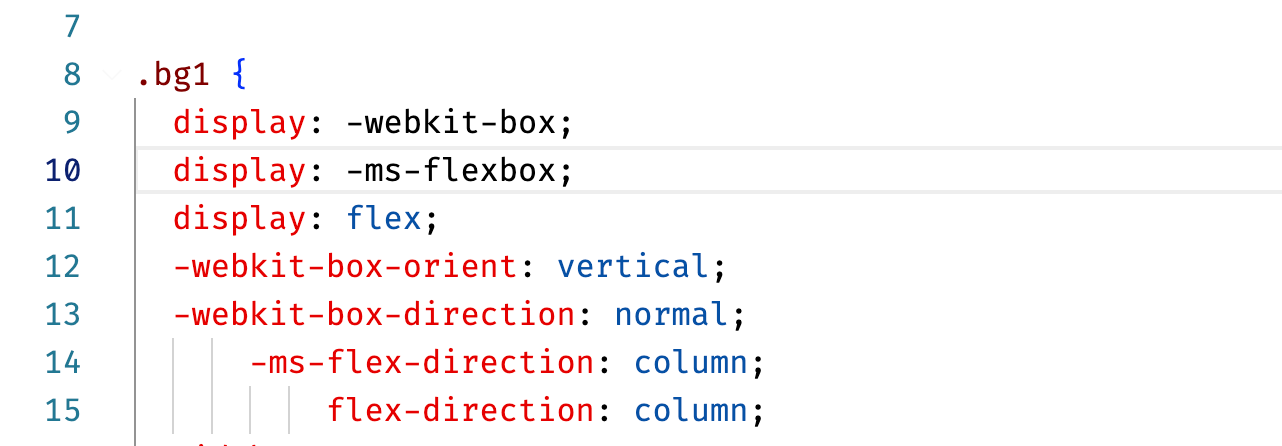 7
8 .bg1 {
9 display: -webkit-box;
10 display: -ms-flexbox;
11 display: flex;
12 -webkit-box-orient: vertical;
13 -webkit-box-direction: normal;
14 -ms-flex-direction: column;
15 flex-direction: column;